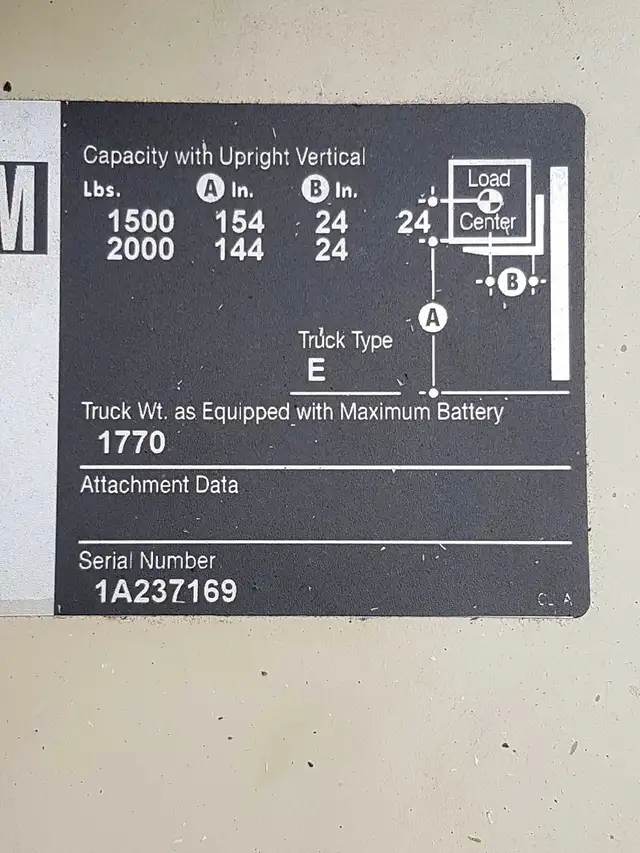 M
Capacity with Upright Vertical
Lbs. A In. B In.
1500 154 24
2000 144 24
24
Load
Center
B
A
Truck Type
E
Truck Wt. as Equipped with Maximum Battery
1770
Attachment Data
Serial Number
1A237169